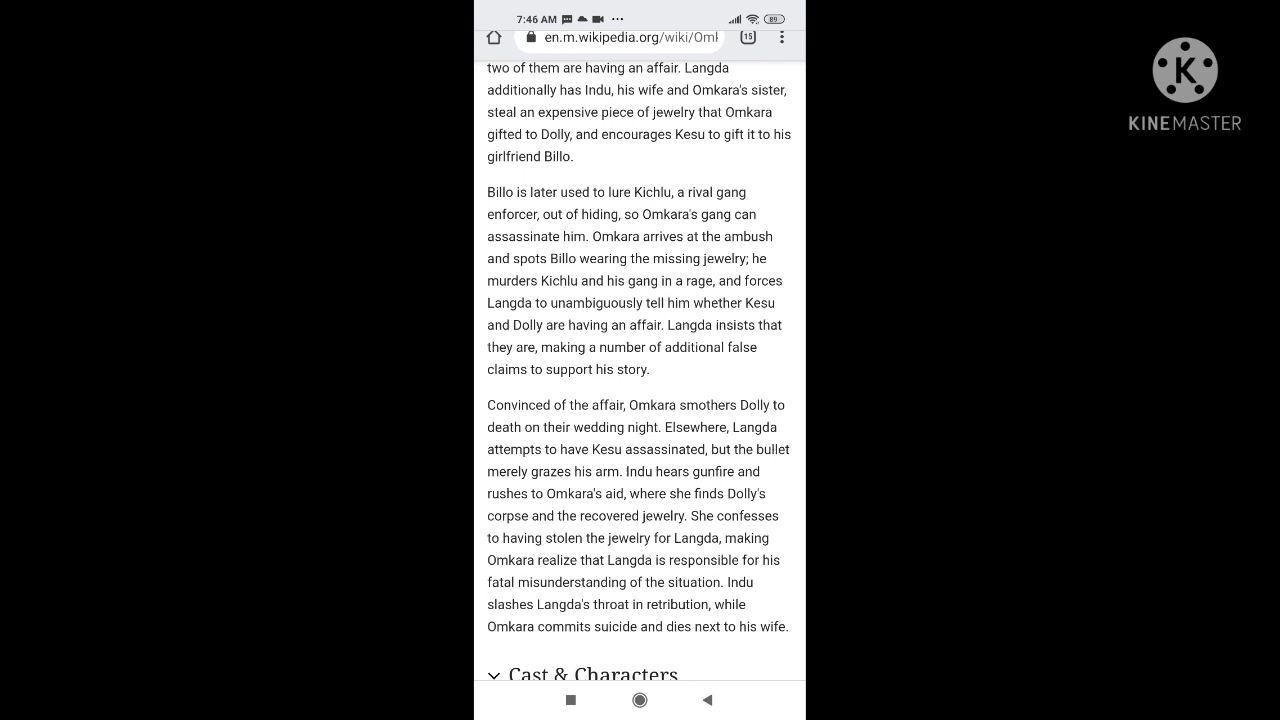 7:46 AM
89
en.m.wikipedia.org/wiki/Oml
15
K
KINEMASTER
two of them are having an affair. Langda
additionally has Indu, his wife and Omkara's sister,
steal an expensive piece of jewelry that Omkara
gifted to Dolly, and encourages Kesu to gift it to his
girlfriend Billo.
Billo is later used to lure Kichlu, a rival gang
enforcer, out of hiding, so Omkara's gang can
assassinate him. Omkara arrives at the ambush
and spots Billo wearing the missing jewelry; he
murders Kichlu and his gang in a rage, and forces
Langda to unambiguously tell him whether Kesu
and Dolly are having an affair. Langda insists that
they are, making a number of additional false
claims to support his story.
Convinced of the affair, Omkara smothers Dolly to
death on their wedding night. Elsewhere, Langda
attempts to have Kesu assassinated, but the bullet
merely grazes his arm. Indu hears gunfire and
rushes to Omkara's aid, where she finds Dolly's
corpse and the recovered jewelry. She confesses
to having stolen the jewelry for Langda, making
Omkara realize that Langda is responsible for his
fatal misunderstanding of the situation. Indu
slashes Langda's throat in retribution, while
Omkara commits suicide and dies next to his wife.
Cast & Characters